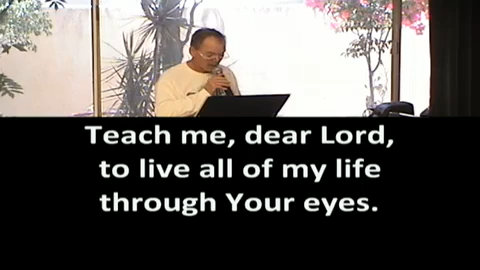 Teach me, dear Lord,
to live all of my life
through Your eyes.